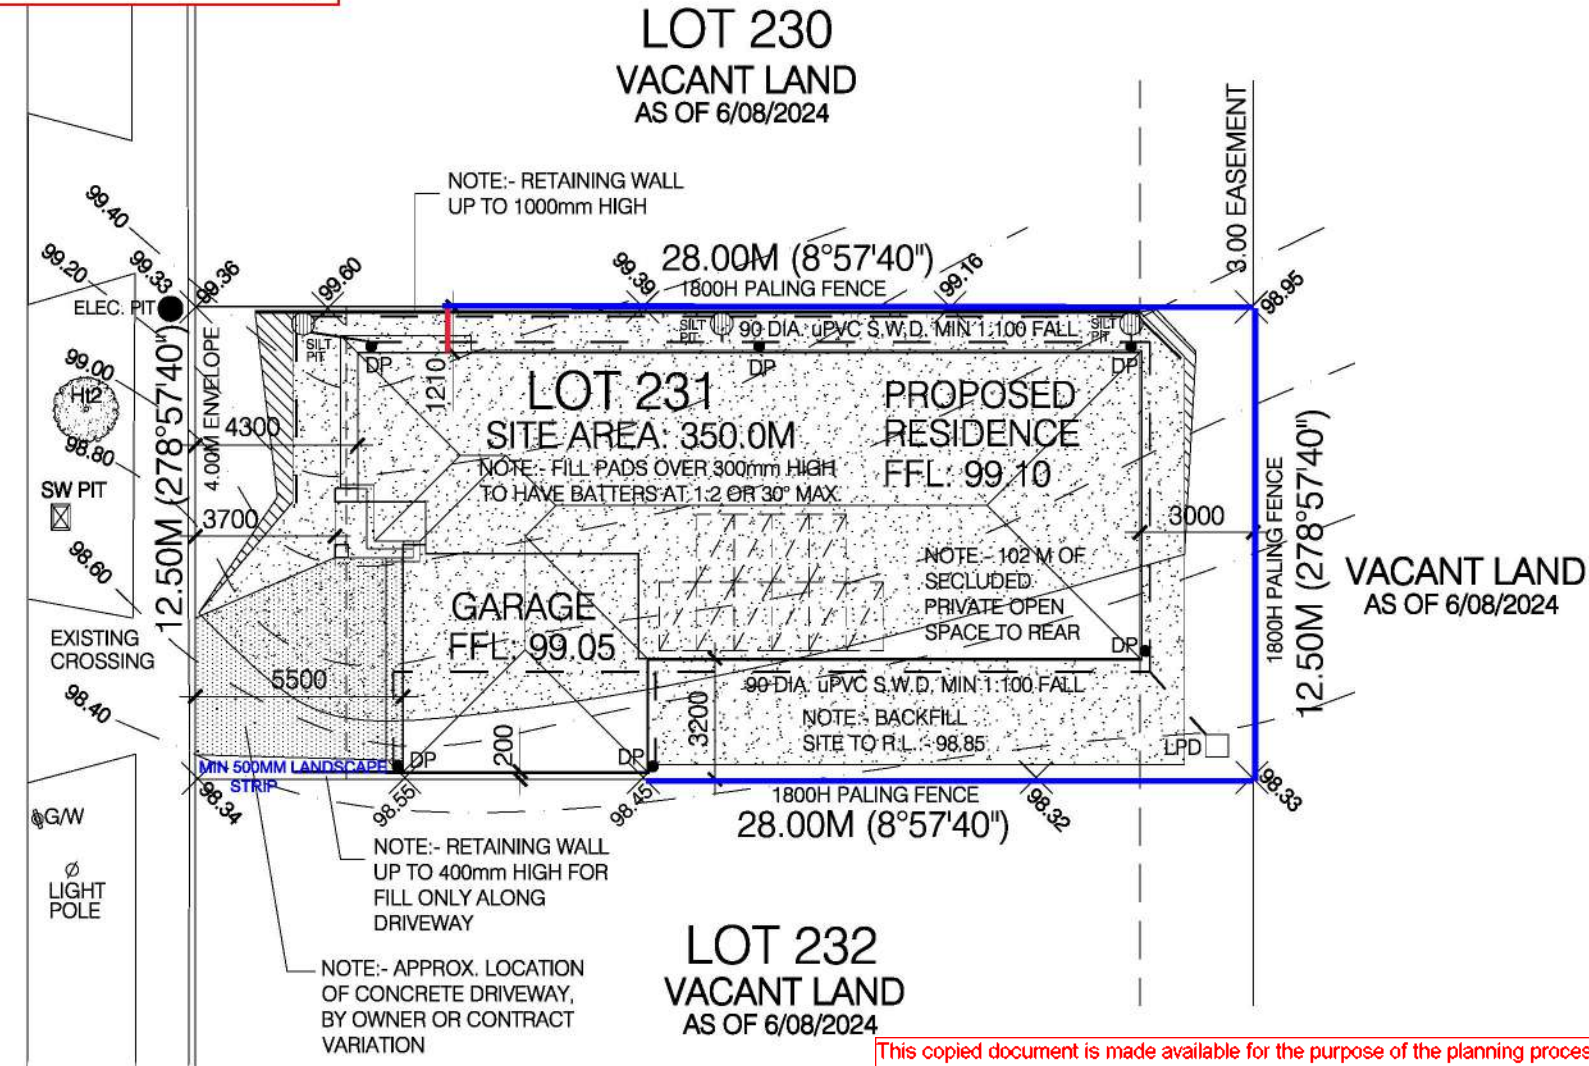 LOT 230
VACANT LAND
AS OF 6/08/2024
3.00 EASEMENT
NOTE:- RETAINING WALL
UP TO 1000mm HIGH
99.40
99.20
99.33
99.36
99.60
99.39
28.00M (8°57'40")
1800H PALING FENCE
99.16
98.95
ELEC. PIT
4.00M ENVELOPE
12.50M (278°57'40")
SILT
PIT
SILT
PIT
90 DIA. uPVC S.W.D. MIN 1:100 FALL
SILT
PIT
DP
DP
DP
1210
99.00
Ht2
98.80
4300
LOT 231
SITE AREA: 350.0M
NOTE:- FILL PADS OVER 300mm HIGH
TO HAVE BATTERS AT 1:2 OR 30° MAX.
PROPOSED
RESIDENCE
FFL: 99.10
SW PIT
3700
3000
98.60
1800H PALING FENCE
12.50M (278°57'40")
VACANT LAND
AS OF 6/08/2024
NOTE:- 102 M OF
SECLUDED
PRIVATE OPEN
SPACE TO REAR
GARAGE
FFL: 99.05
DP
EXISTING
CROSSING
5500
98.40
90 DIA. uPVC S.W.D. MIN 1:100 FALL
3200
NOTE:- BACKFILL
SITE TO R.L.:- 98.85
200
LPD
DP
DP
MIN 500MM LANDSCAPE
STRIP
98.34
98.55
98.45
1800H PALING FENCE
28.00M (8°57'40")
98.32
98.33
G/W
LIGHT
POLE
NOTE:- RETAINING WALL
UP TO 400mm HIGH FOR
FILL ONLY ALONG
DRIVEWAY
NOTE:- APPROX. LOCATION
OF CONCRETE DRIVEWAY,
BY OWNER OR CONTRACT
VARIATION
LOT 232
VACANT LAND
AS OF 6/08/2024
This copied document is made available for the purpose of the planning proces